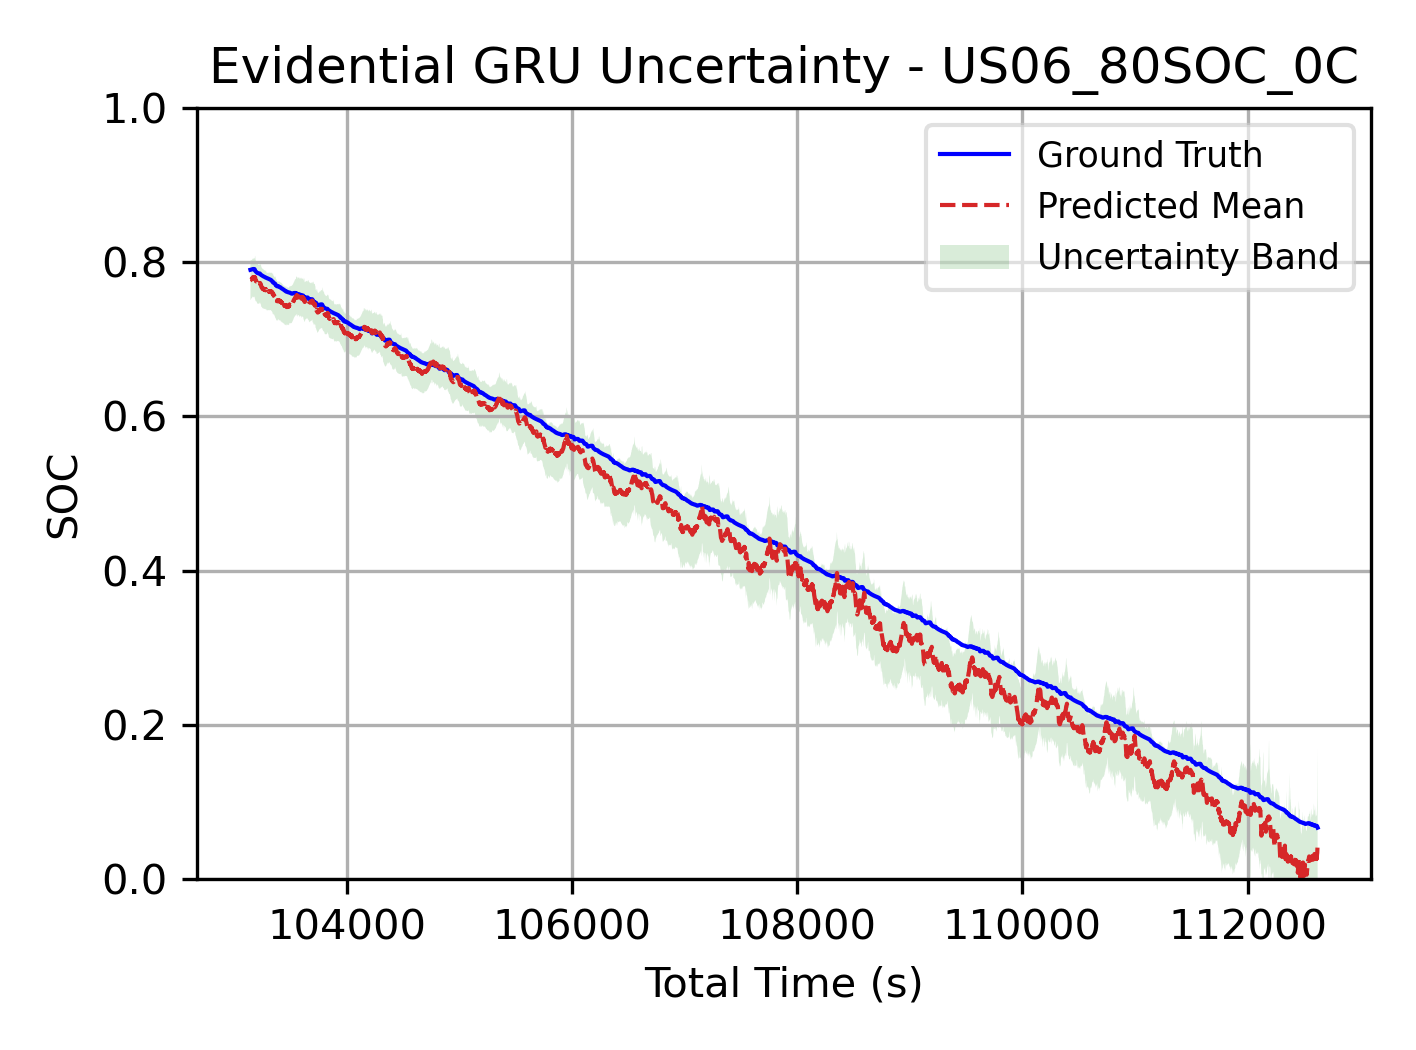 Evidential GRU Uncertainty - US06_80SOC_0C
1.0
0.8
0.6
0.4
0.2
0.0
SOC
Ground Truth
Predicted Mean
Uncertainty Band
104000 106000 108000 110000 112000
Total Time (s)